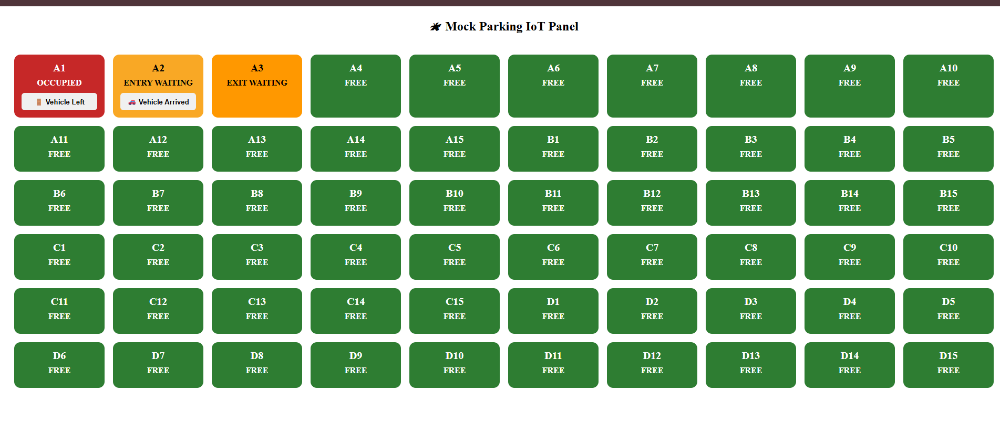 Mock Parking IoT Panel
A1
OCCUPIED
Vehicle Left
A2
ENTRY WAITING
Vehicle Arrived
A3
EXIT WAITING
A4
FREE
A5
FREE
A6
FREE
A7
FREE
A8
FREE
A9
FREE
A10
FREE
A11
FREE
A12
FREE
A13
FREE
A14
FREE
A15
FREE
B1
FREE
B2
FREE
B3
FREE
B4
FREE
B5
FREE
B6
FREE
B7
FREE
B8
FREE
B9
FREE
B10
FREE
B11
FREE
B12
FREE
B13
FREE
B14
FREE
B15
FREE
C1
FREE
C2
FREE
C3
FREE
C4
FREE
C5
FREE
C6
FREE
C7
FREE
C8
FREE
C9
FREE
C10
FREE
C11
FREE
C12
FREE
C13
FREE
C14
FREE
C15
FREE
D1
FREE
D2
FREE
D3
FREE
D4
FREE
D5
FREE
D6
FREE
D7
FREE
D8
FREE
D9
FREE
D10
FREE
D11
FREE
D12
FREE
D13
FREE
D14
FREE
D15
FREE